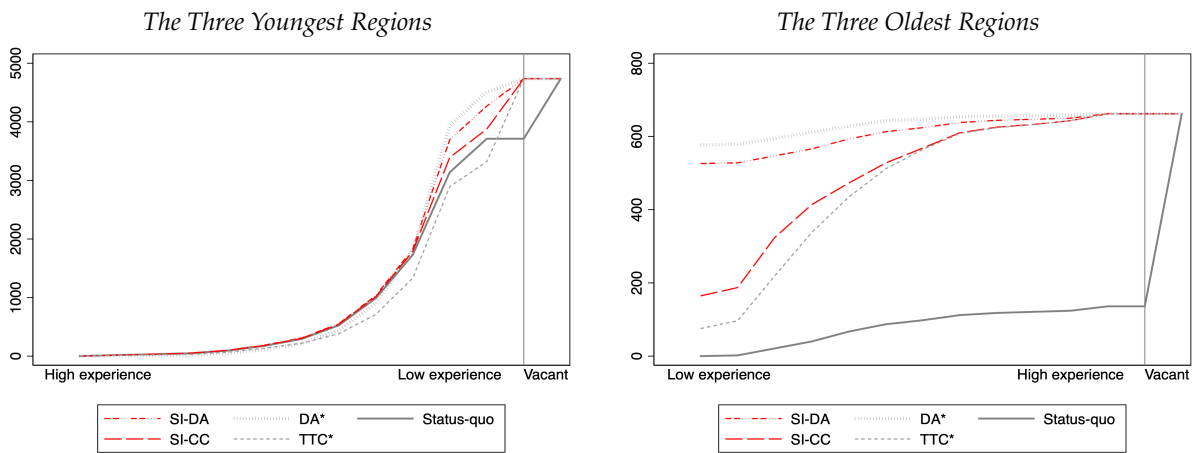 The Three Youngest Regions
5000
4000
3000
2000
1000
0
High experience Low experience Vacant
SI-DA DA* Status-quo
SI-CC TTC*
The Three Oldest Regions
800
600
400
200
0
Low experience High experience Vacant
SI-DA DA* Status-quo
SI-CC TTC*